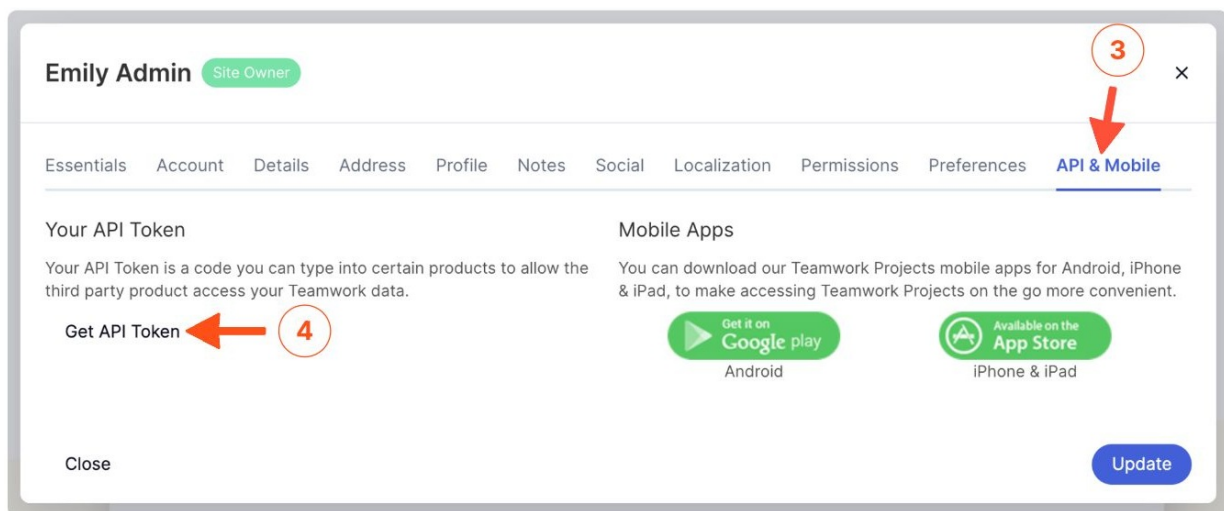 3
Emily Admin Site Owner
Essentials Account Details Address Profile Notes Social Localization Permissions Preferences API & Mobile
Your API Token
Your API Token is a code you can type into certain products to allow the
third party product access your Teamwork data.
Get API Token 4
Mobile Apps
You can download our Teamwork Projects mobile apps for Android, iPhone
& iPad, to make accessing Teamwork Projects on the go more convenient.
Get it on
Google play
Android
Available on the
App Store
iPhone & iPad
Close
Update